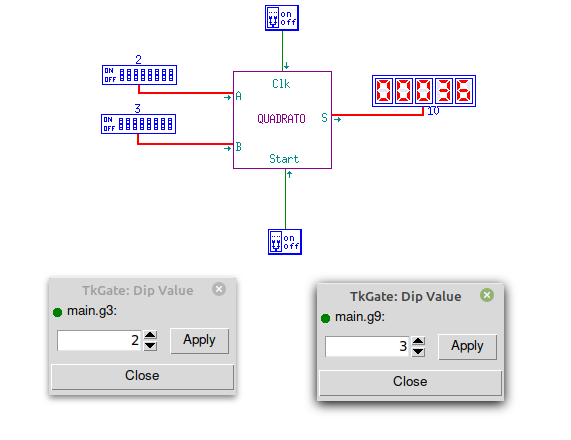 on
off
2
ON
OFF
A
3
ON
OFF
B
Clk
QUADRATO
S
Start
00036
10
on
off
TkGate: Dip Value
main.g3:
2
Apply
Close
TkGate: Dip Value
main.g9:
3
Apply
Close